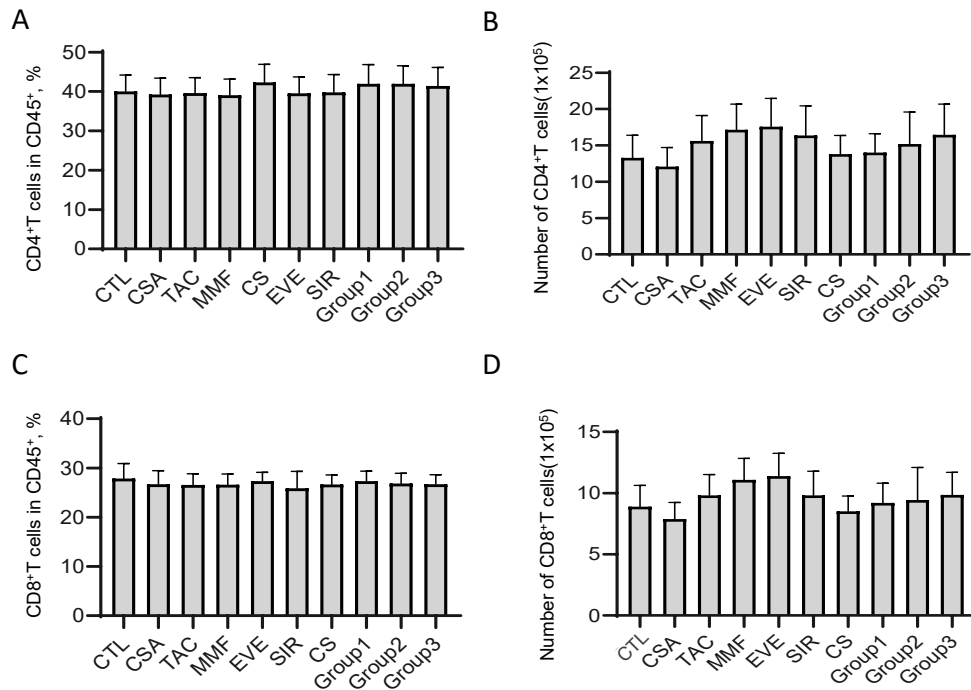 A
CD4⁺T cells in CD45⁺, %
50
40
30
20
10
0
CTL
CSA
TAC
MMF
CS
EVE
SIR
Group1
Group2
Group3
B
Number of CD4⁺T cells(1x10⁵)
25
20
15
10
5
0
CTL
CSA
TAC
MMF
EVE
SIR
CS
Group1
Group2
Group3
C
CD8⁺T cells in CD45⁺, %
40
30
20
10
0
CTL
CSA
TAC
MMF
EVE
SIR
CS
Group1
Group2
Group3
D
Number of CD8⁺T cells(1x10⁵)
15
10
5
0
CTL
CSA
TAC
MMF
EVE
SIR
CS
Group1
Group2
Group3